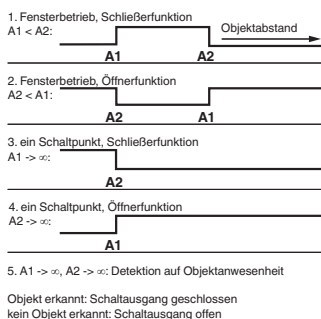 1. Fensterbetrieb, Schließerfunktion
A1 < A2:
Objektabstand
A1
A2
2. Fensterbetrieb, Öffnerfunktion
A2 < A1:
A2
A1
3. ein Schaltpunkt, Schließerfunktion
A1 -> ∞:
A2
4. ein Schaltpunkt, Öffnerfunktion
A2 -> ∞:
A1
5. A1 -> ∞, A2 -> ∞: Detektion auf Objektanwesenheit
Objekt erkannt: Schaltausgang geschlossen
kein Objekt erkannt: Schaltausgang offen